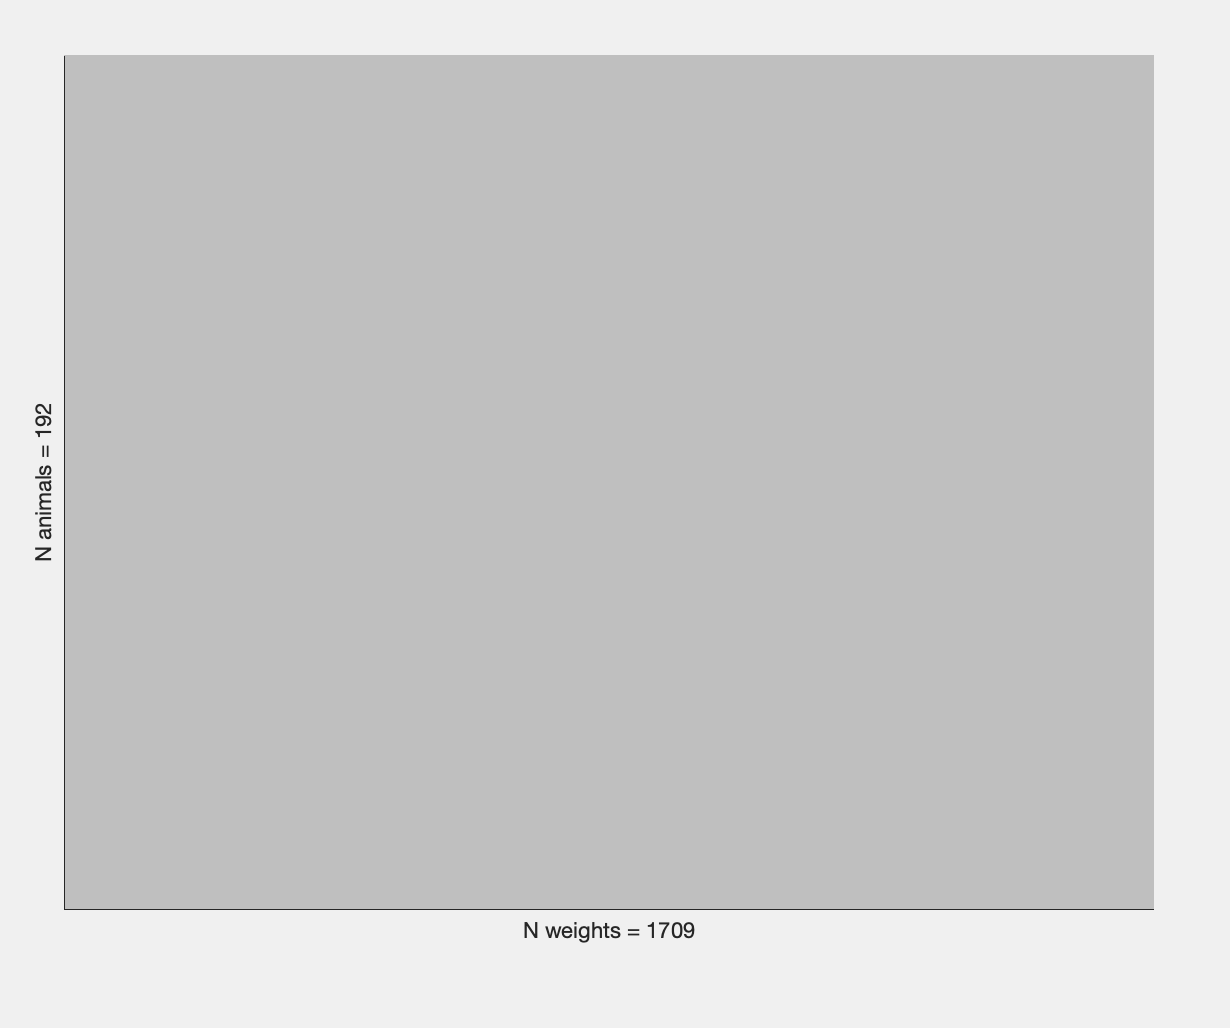 N animals = 192
N weights = 1709